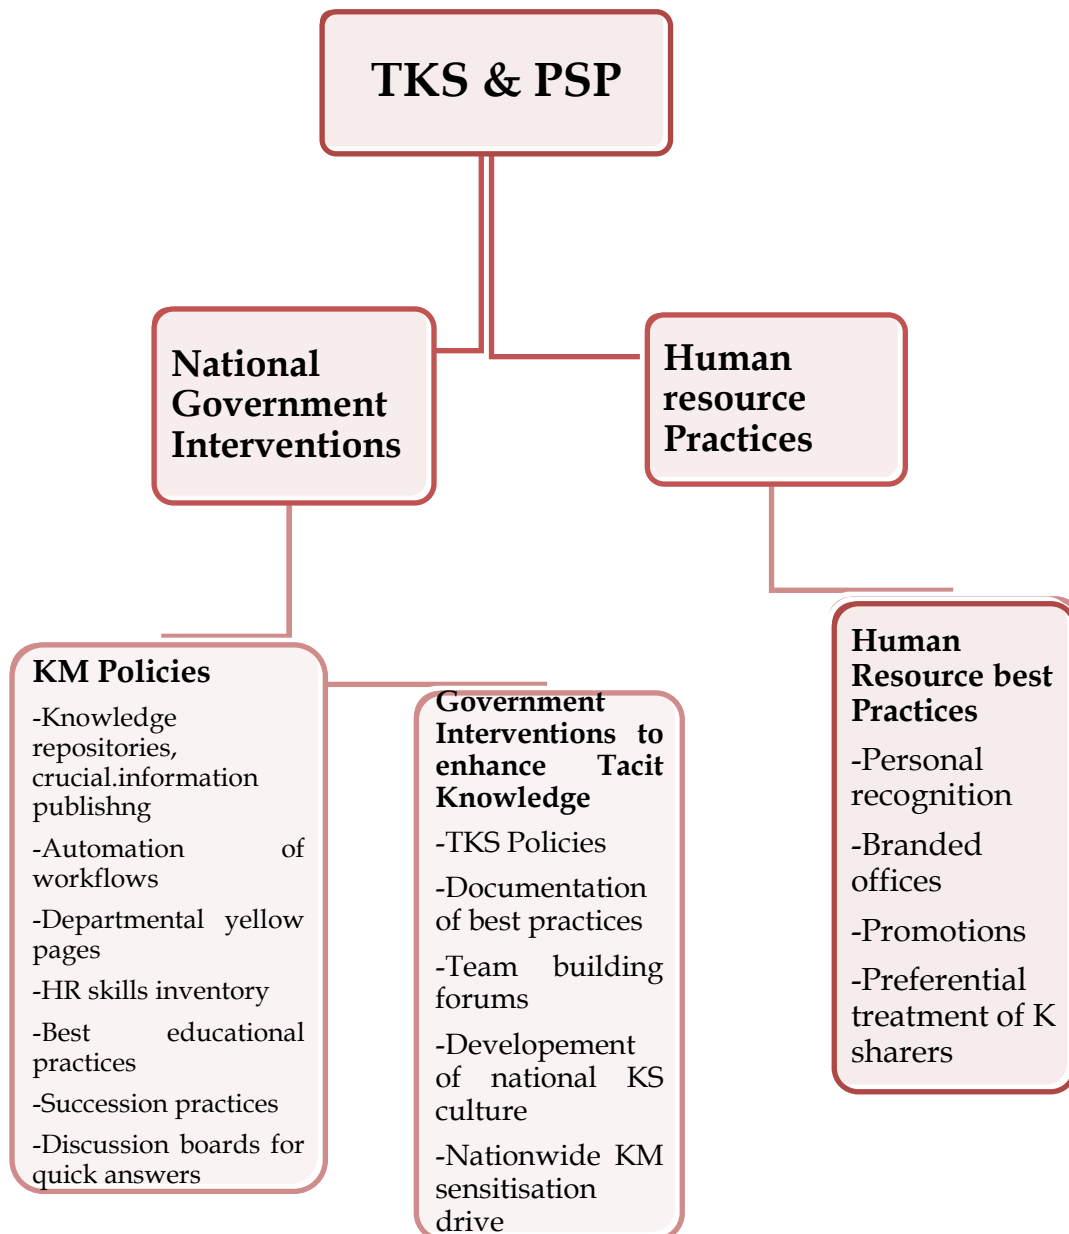 TKS & PSP
National
Government
Interventions
Human
resource
Practices
KM Policies
-Knowledge
repositories,
crucial.information
publishng
-Automation of
workflows
-Departmental yellow
pages
-HR skills inventory
-Best educational
practices
-Succession practices
-Discussion boards for
quick answers
Government
Interventions to
enhance Tacit
Knowledge
-TKS Policies
-Documentation
of best practices
-Team building
forums
-Developement
of national KS
culture
-Nationwide KM
sensitisation
drive
Human
Resource best
Practices
-Personal
recognition
-Branded
offices
-Promotions
-Preferential
treatment of K
sharers